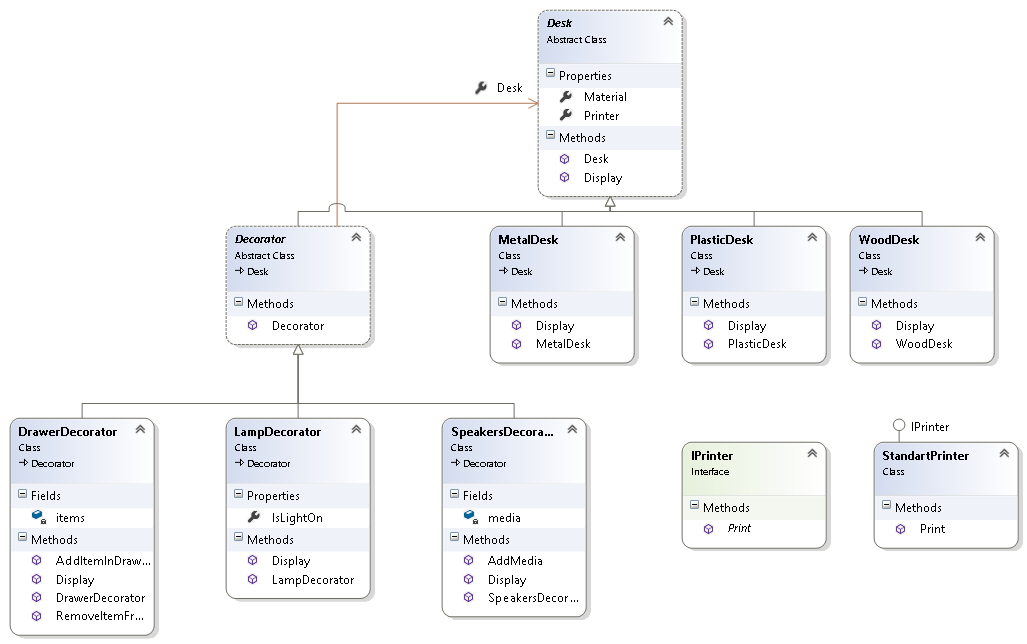 Desk
Abstract Class
Properties
Material
Printer
Methods
Desk
Display
Desk
Decorator
Abstract Class
Desk
Methods
Decorator
MetalDesk
Class
Desk
Methods
Display
MetalDesk
PlasticDesk
Class
Desk
Methods
Display
PlasticDesk
WoodDesk
Class
Desk
Methods
Display
WoodDesk
DrawerDecorator
Class
Decorator
Fields
items
Methods
AddItemInDraw...
Display
DrawerDecorator
RemoveItemFr...
LampDecorator
Class
Decorator
Properties
IsLightOn
Methods
Display
LampDecorator
SpeakersDecora...
Class
Decorator
Fields
media
Methods
AddMedia
Display
SpeakersDecor...
IPrinter
Interface
Methods
Print
IPrinter
StandartPrinter
Class
Methods
Print